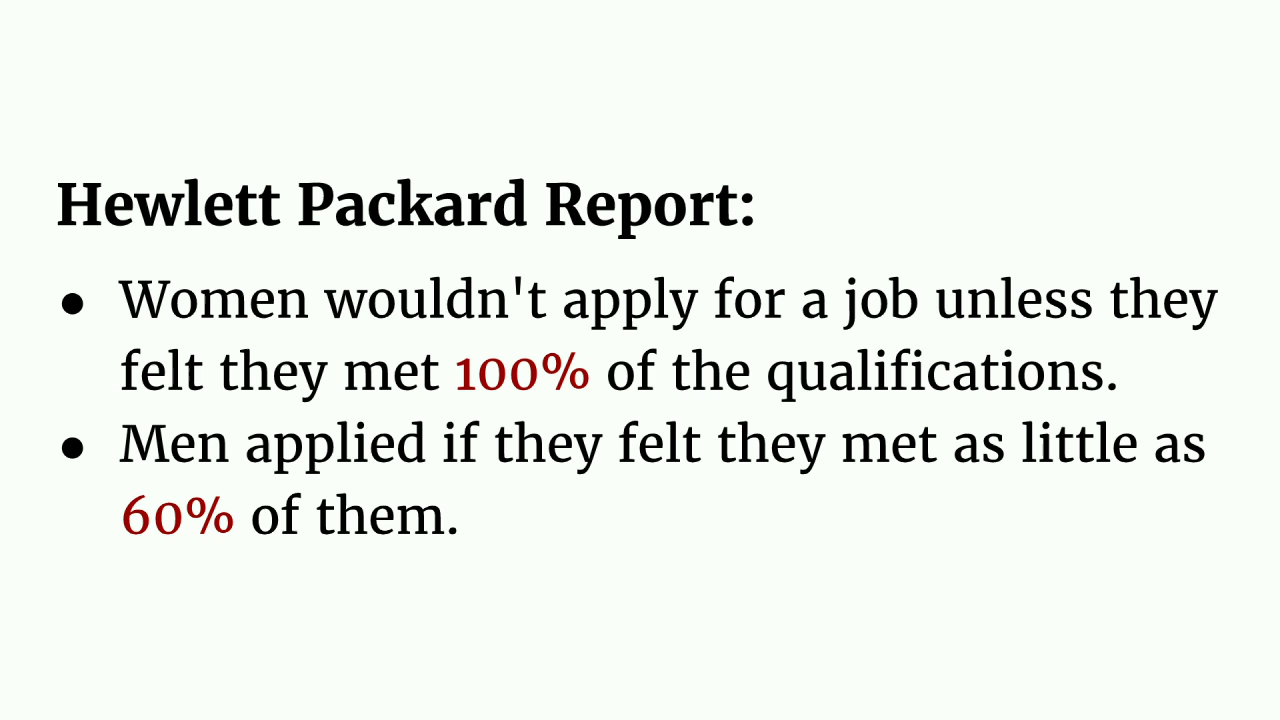 Hewlett Packard Report:
● Women wouldn't apply for a job unless they
felt they met 100% of the qualifications.
● Men applied if they felt they met as little as
60% of them.